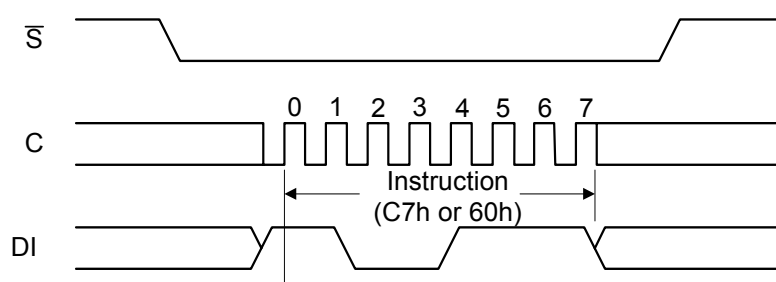 S̅
0 1 2 3 4 5 6 7
C
Instruction
(C7h or 60h)
DI